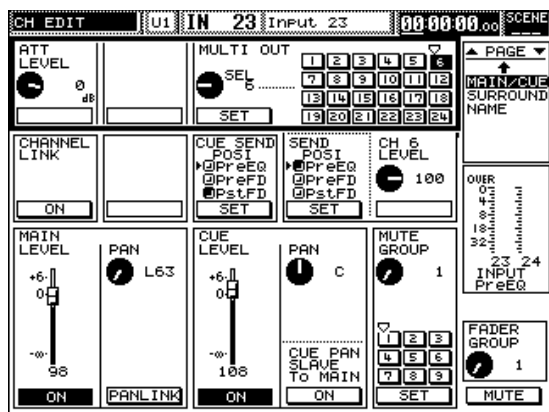 CH EDIT U1 IN 23 Input 23 00:00:00.00 SCENE
ATT LEVEL
0
dB
MULTI OUT
SEL
6
SET
1 2 3 4 5 6
7 8 9 10 11 12
13 14 15 16 17 18
19 20 21 22 23 24
PAGE
MAIN/CUE
SURROUND
NAME
CHANNEL
LINK
ON
CUE SEND
POSI
PreEQ
PreFD
PstFD
SET
SEND
POSI
PreEQ
PreFD
PstFD
SET
CH 6
LEVEL
100
OVER
0
4
8
18
32
23 24
INPUT
PreEQ
MAIN
LEVEL
+6
0
-∞
98
ON
PAN
L63
PANLINK
CUE
LEVEL
+6
0
-∞
108
ON
PAN
C
CUE PAN
SLAVE
To MAIN
ON
MUTE
GROUP
1
1 2 3
4 5 6
7 8 9
SET
FADER
GROUP
1
MUTE